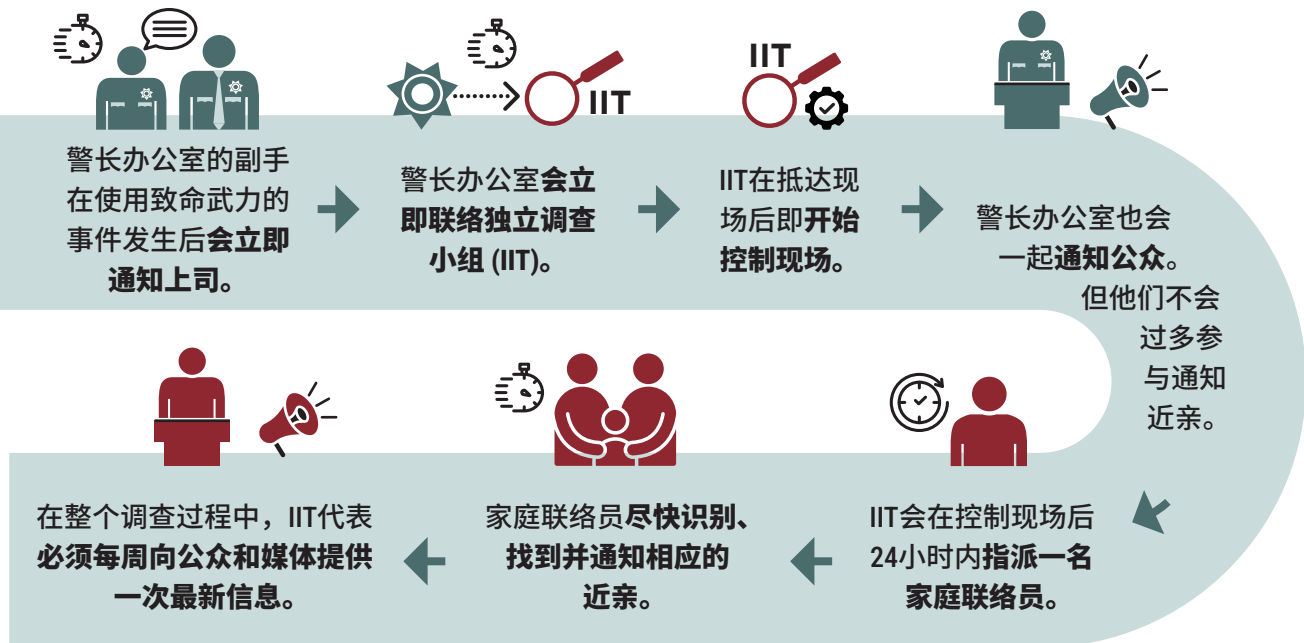 IIT
IIT
警长办公室的副手
在使用致命武力的
事件发生后会立即
通知上司。
警长办公室会立
即联络独立调查
小组 (IIT)。
IIT在抵达现
场后即开始
控制现场。
警长办公室也会
一起通知公众。
但他们不会
过多参
与通知
近亲。
IIT会在控制现场后
24小时内指派一名
家庭联络员。
家庭联络员尽快识别、
找到并通知相应的
近亲。
在整个调查过程中，IIT代表
必须每周向公众和媒体提供
一次最新信息。